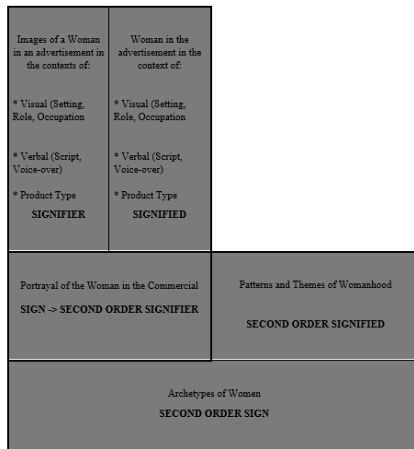 Images of a Woman
in an advertisement in
the contexts of:
* Visual (Setting,
Role, Occupation
* Verbal (Script,
Voice-over)
* Product Type
SIGNIFIER
Woman in the
advertisement in the
context of:
* Visual (Setting,
Role, Occupation
* Verbal (Script,
Voice-over)
* Product Type
SIGNIFIED
Portrayal of the Woman in the Commercial
SIGN -> SECOND ORDER SIGNIFIER
Patterns and Themes of Womanhood
SECOND ORDER SIGNIFIED
Archetypes of Women
SECOND ORDER SIGN